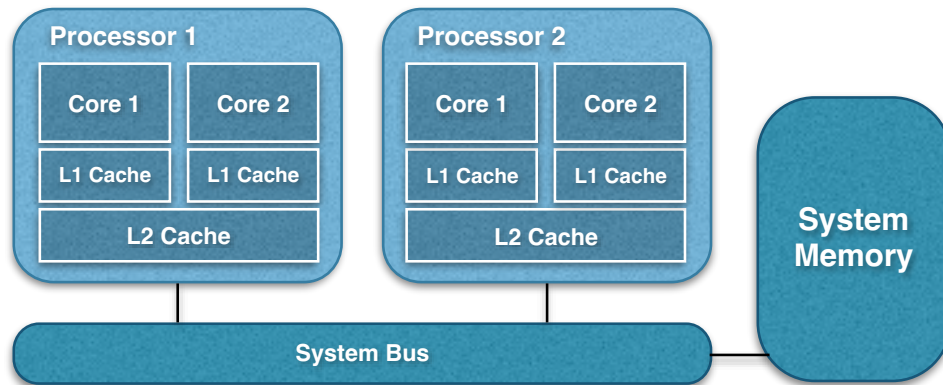 Processor 1
Core 1
Core 2
L1 Cache
L1 Cache
L2 Cache
Processor 2
Core 1
Core 2
L1 Cache
L1 Cache
L2 Cache
System
Memory
System Bus